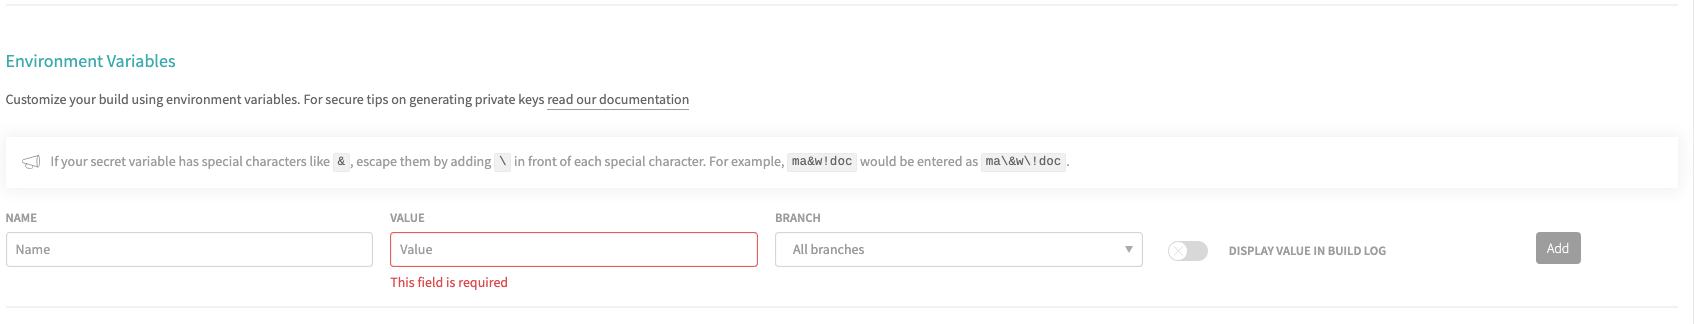 Environment Variables
Customize your build using environment variables. For secure tips on generating private keys read our documentation
If your secret variable has special characters like & , escape them by adding \ in front of each special character. For example, ma&w!doc would be entered as ma\&w\!doc .
NAME VALUE BRANCH
Name Value All branches DISPLAY VALUE IN BUILD LOG Add
This field is required